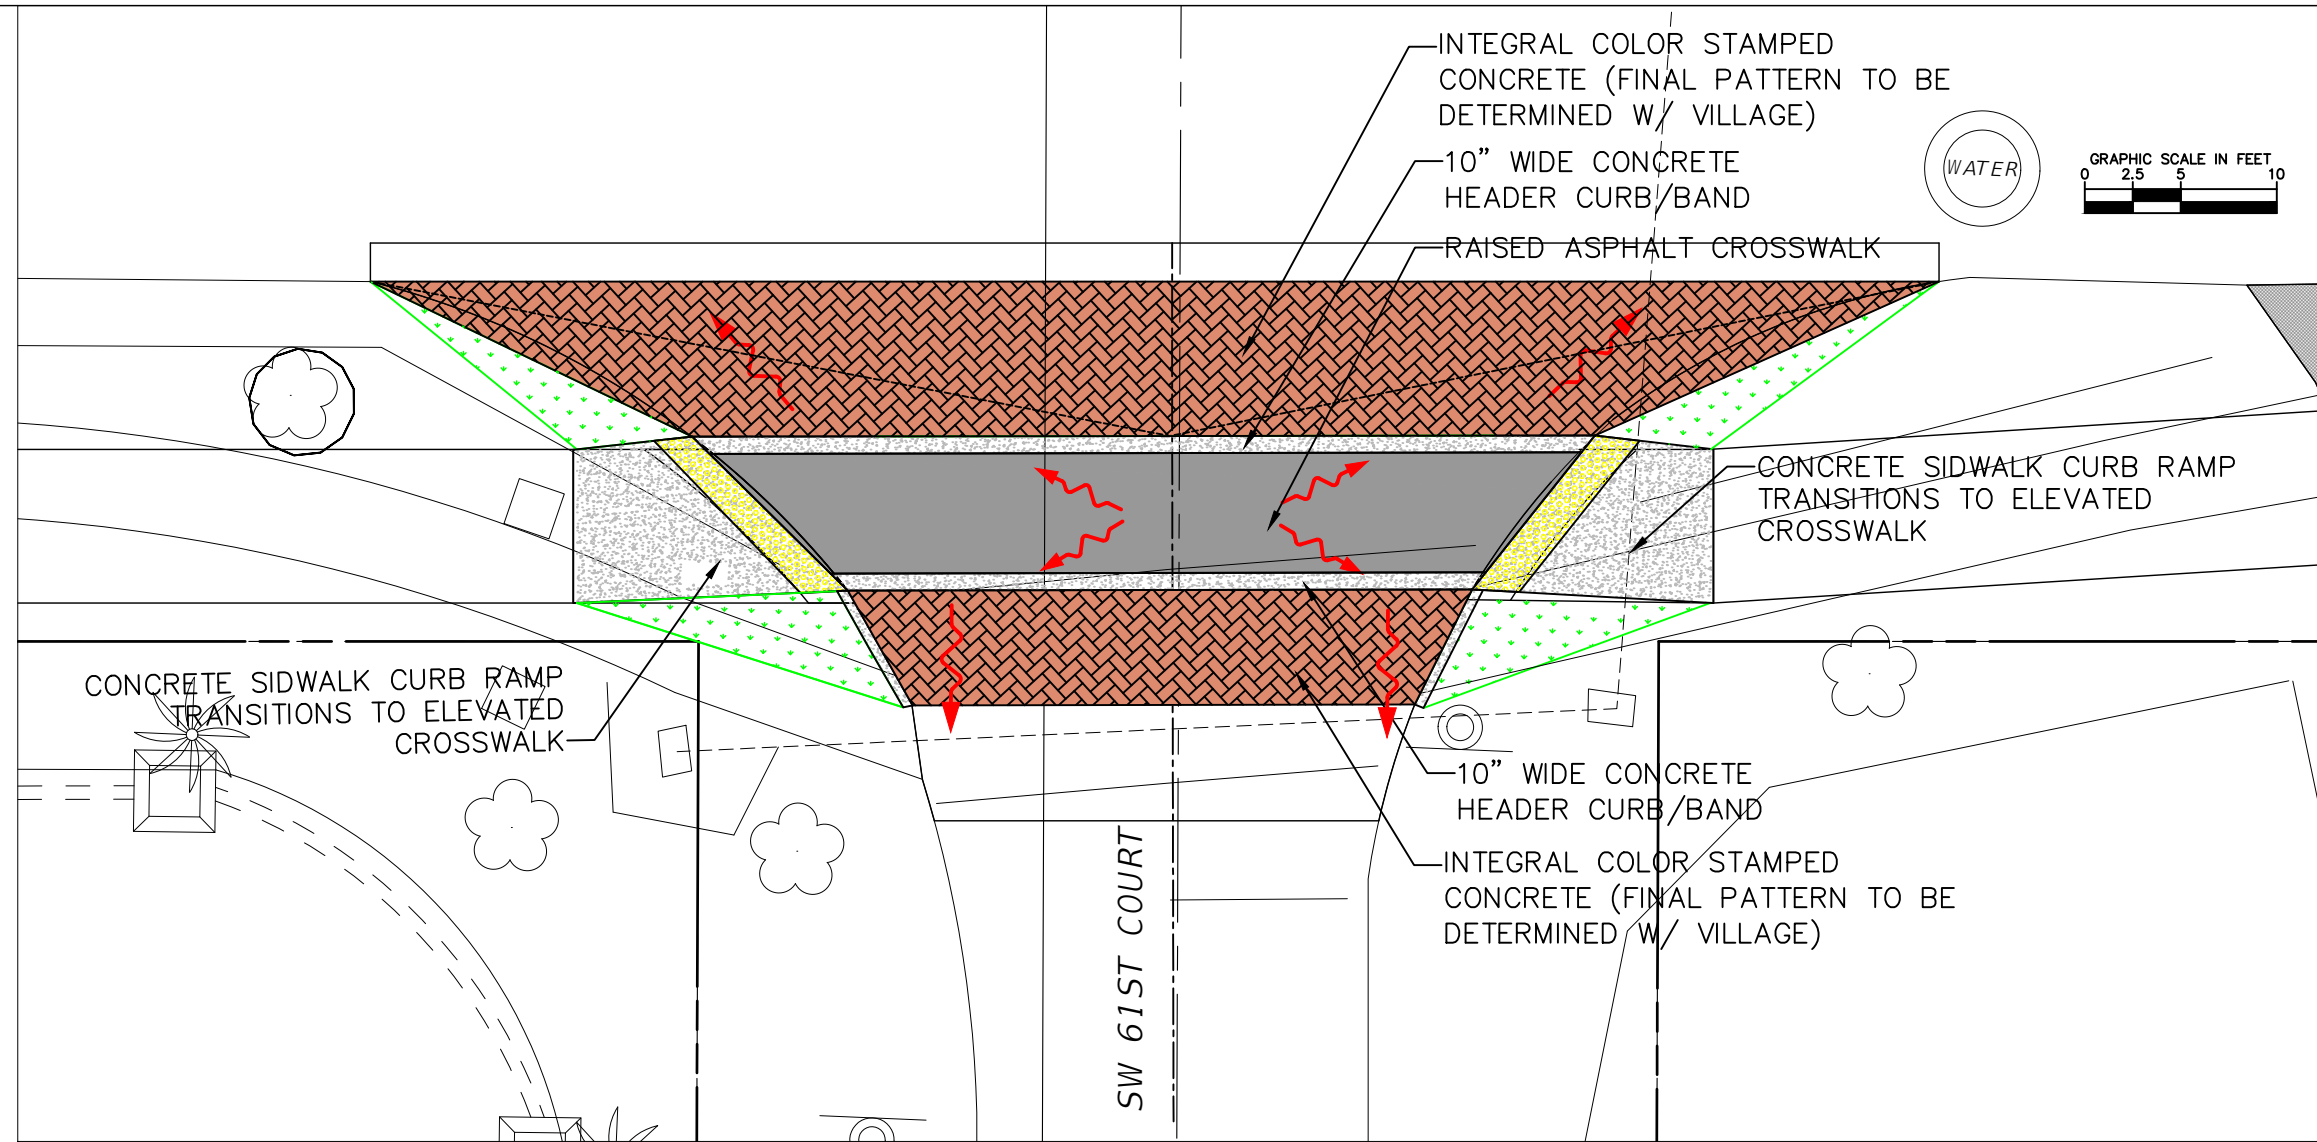 INTEGRAL COLOR STAMPED
CONCRETE (FINAL PATTERN TO BE
DETERMINED W/ VILLAGE)
10” WIDE CONCRETE
HEADER CURB/BAND
RAISED ASPHALT CROSSWALK
WATER
GRAPHIC SCALE IN FEET
0 2.5 5 10
CONCRETE SIDWALK CURB RAMP
TRANSITIONS TO ELEVATED
CROSSWALK
CONCRETE SIDWALK CURB RAMP
TRANSITIONS TO ELEVATED
CROSSWALK
10” WIDE CONCRETE
HEADER CURB/BAND
INTEGRAL COLOR STAMPED
CONCRETE (FINAL PATTERN TO BE
DETERMINED W/ VILLAGE)
SW 61ST COURT